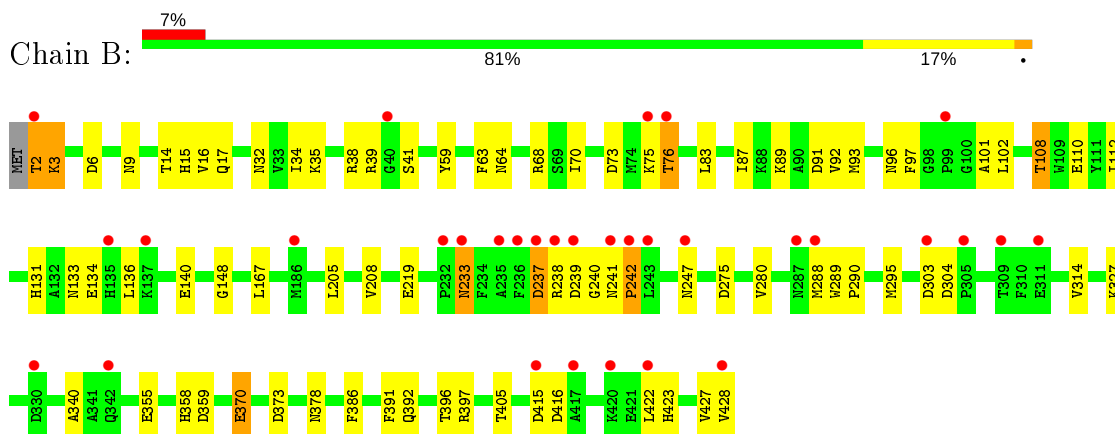 7%
Chain B:
81% 17% •
MET T2 K3 D6 N9 T14 H15 V16 Q17 N32 V33 I34 K35 R38 R39 G40 S41 Y59 F63 N64 R68 S69 I70 D73 M74 K75 T76 L83 I87 K88 K89 A90 D91 V92 M93 N96 F97 G98 P99 G100 A101 L102 T108 W109 E110 Y111
H131 A132 N133 E134 H135 L136 K137 E140 G148 L167 M186 L205 V208 E219 P232 N233 F234 A235 F236 D237 R238 D239 G240 N241 P242 L243 N247 D275 V280 N287 M288 W289 P290 M295 D303 D304 P305 T309 F310 E311 V314 K327
D330 A340 A341 Q342 E355 H358 D359 E370 D373 N378 F386 F391 Q392 T396 R397 T405 D415 D416 A417 K420 E421 L422 H423 V427 V428